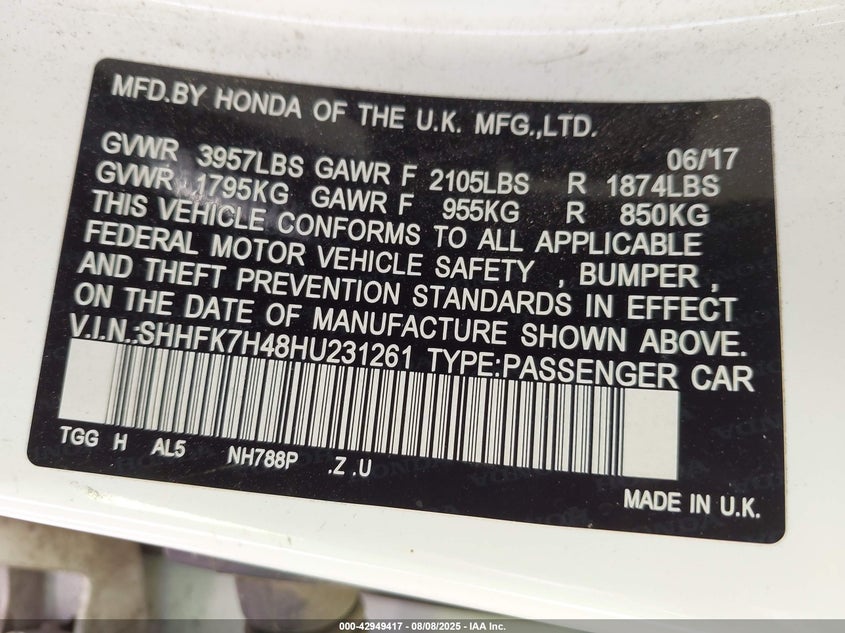 MFD.BY HONDA OF THE U.K. MFG.,LTD.
06/'17
GVWR 3957LBS GAWR F 2105LBS R 1874LBS
GVWR 1795KG GAWR F 955KG R 850KG
THIS VEHICLE CONFORMS TO ALL APPLICABLE
FEDERAL MOTOR VEHICLE SAFETY , BUMPER ,
AND THEFT PREVENTION STANDARDS IN EFFECT
ON THE DATE OF MANUFACTURE SHOWN ABOVE.
V.I.N.:SHHFK7H48HU231261 TYPE:PASSENGER CAR
TGG H AL5 NH788P .Z .U
MADE IN U.K.
000-42949417 - 08/08/2025 - IAA Inc.